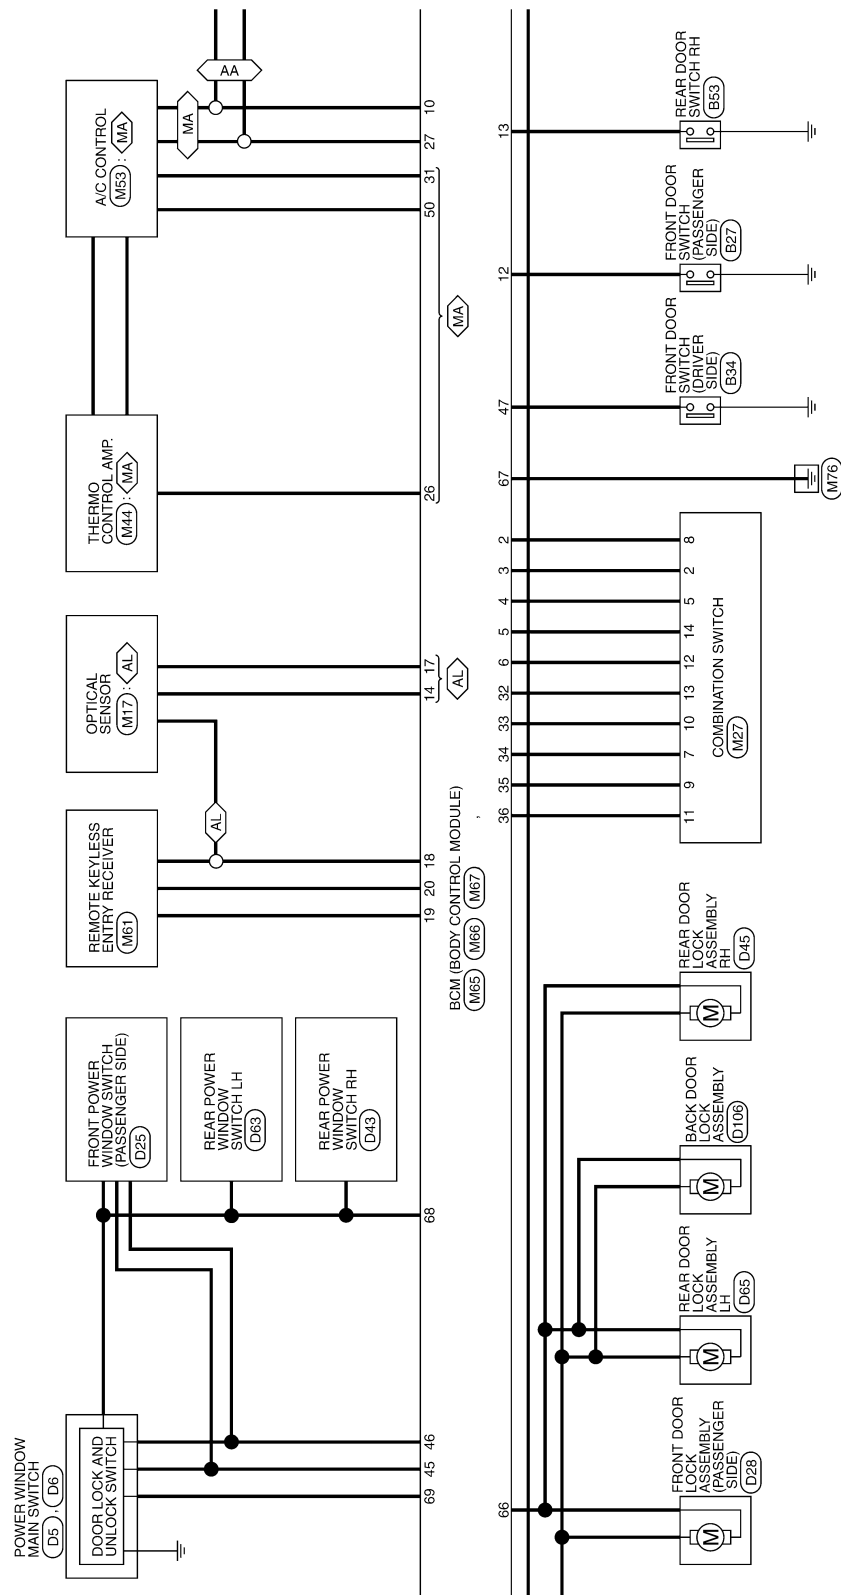 POWER WINDOW
MAIN SWITCH
D5 , D6
DOOR LOCK AND
UNLOCK SWITCH
FRONT POWER
WINDOW SWITCH
(PASSENGER SIDE)
D25
REAR POWER
WINDOW
SWITCH LH
D63
REAR POWER
WINDOW
SWITCH RH
D43
REMOTE KEYLESS
ENTRY RECEIVER
M61
OPTICAL
SENSOR
M17 : AL
THERMO
CONTROL AMP.
M44 : MA
A/C CONTROL
M53 : MA
AL
MA
AA
69 45 46 68 19 20 18 14 17 26 50 31 27 10
AL
MA
BCM (BODY CONTROL MODULE)
M65 M66 M67
,
66 36 35 34 33 32 6 5 4 3 2 67 47 12 13
11 9 7 10 13 12 14 5 2 8
COMBINATION SWITCH
M27
FRONT DOOR
LOCK
ASSEMBLY
(PASSENGER
SIDE)
D28
M
REAR DOOR
LOCK
ASSEMBLY
LH
D65
M
BACK DOOR
LOCK
ASSEMBLY
D106
M
REAR DOOR
LOCK
ASSEMBLY
RH
D45
M
M76
FRONT DOOR
SWITCH
(DRIVER
SIDE)
B34
FRONT DOOR
SWITCH
(PASSENGER
SIDE)
B27
REAR DOOR
SWITCH RH
B53